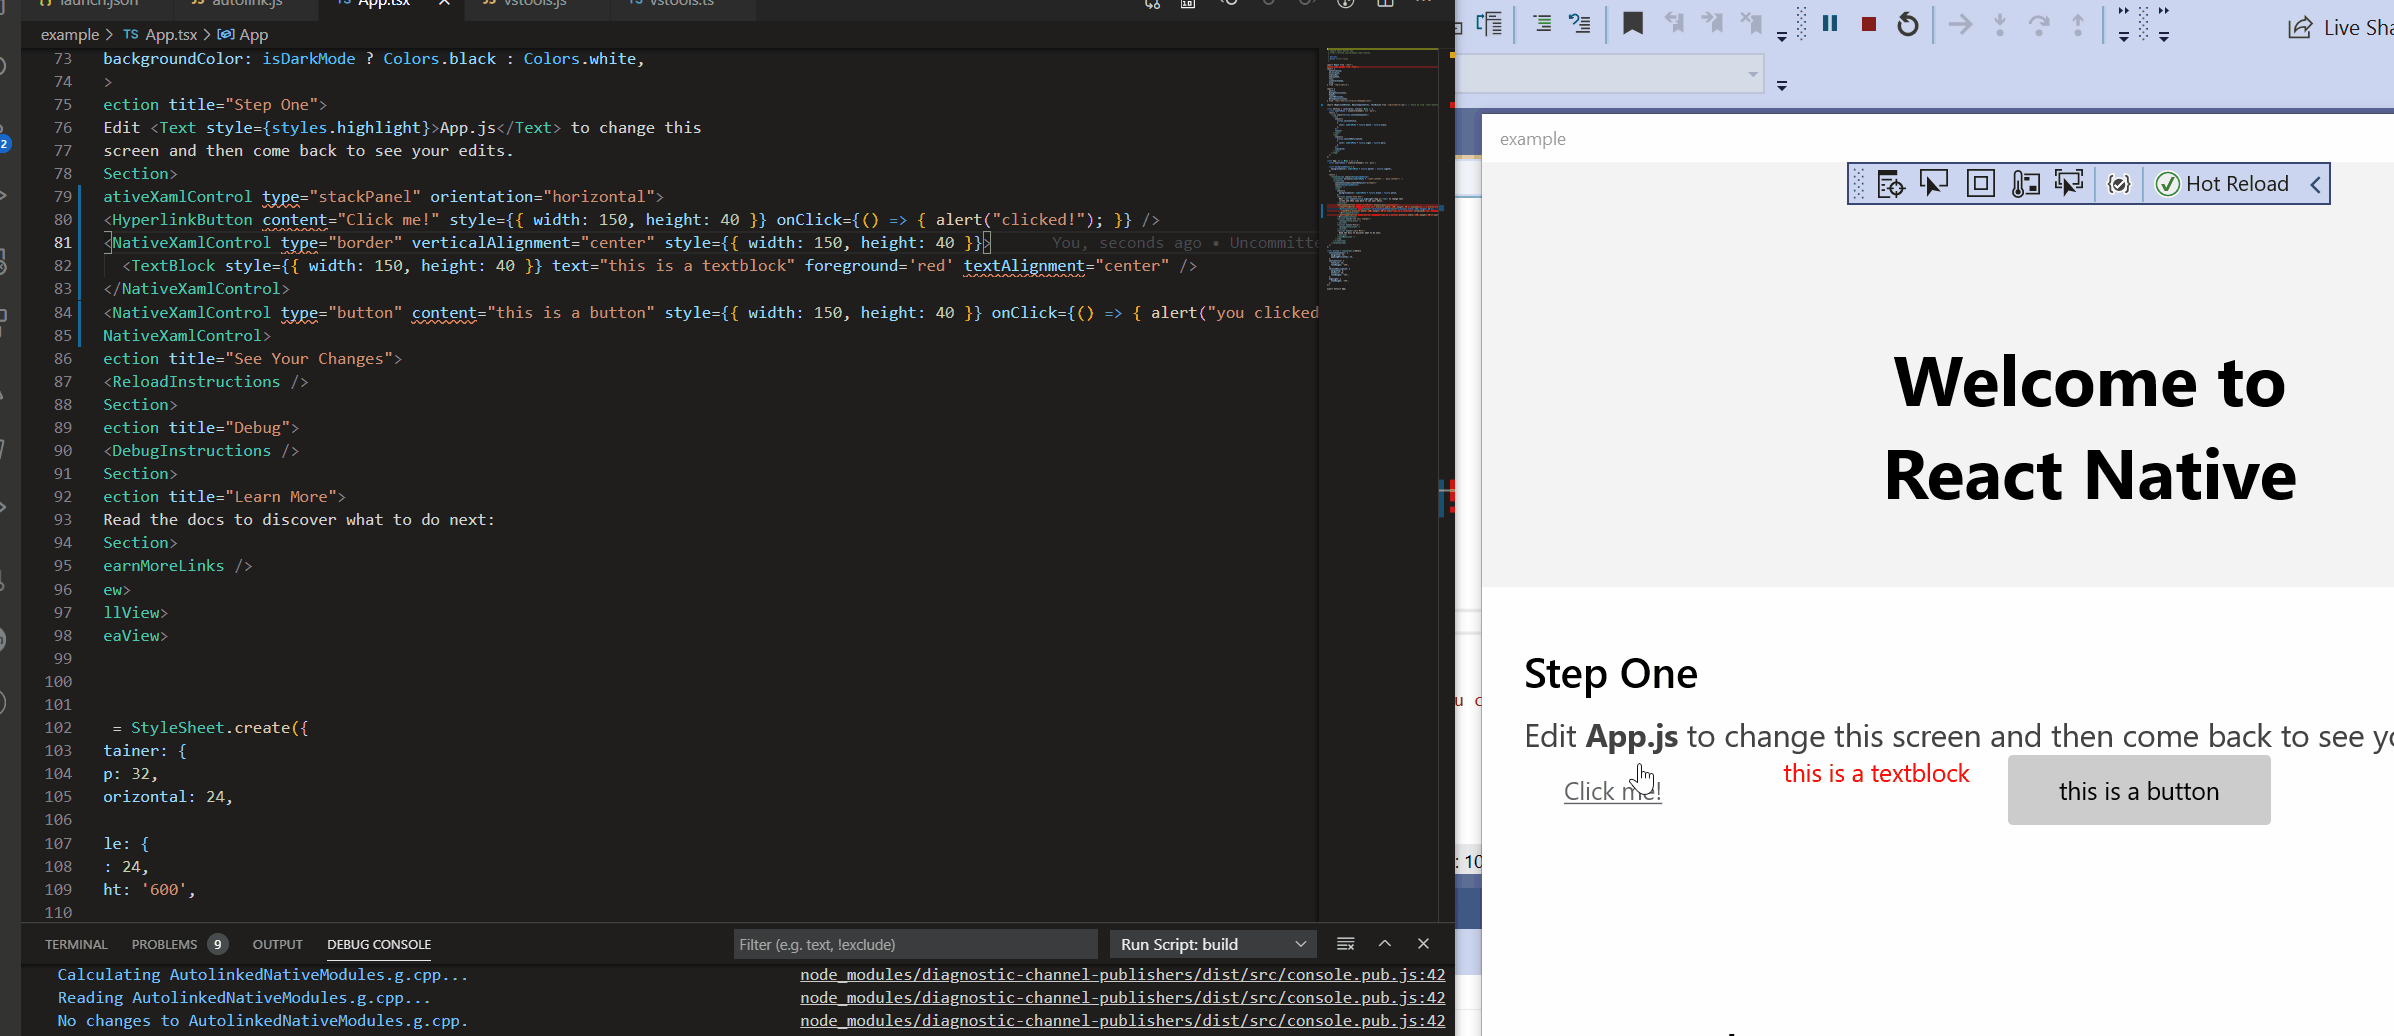 launch.json
autolink.js
TS App.tsx
vstools.js
TS vstools.ts
example > TS App.tsx > App
73 backgroundColor: isDarkMode ? Colors.black : Colors.white,
74 >
75 ection title="Step One">
76 Edit <Text style={styles.highlight}>App.js</Text> to change this
77 screen and then come back to see your edits.
78 Section>
79 ativeXamlControl type="stackPanel" orientation="horizontal">
80 <HyperlinkButton content="Click me!" style={{ width: 150, height: 40 }} onClick={() => { alert("clicked!"); }} />
81 <NativeXamlControl type="border" verticalAlignment="center" style={{ width: 150, height: 40 }}> You, seconds ago • Uncommitte
82 <TextBlock style={{ width: 150, height: 40 }} text="this is a textblock" foreground='red' textAlignment="center" />
83 </NativeXamlControl>
84 <NativeXamlControl type="button" content="this is a button" style={{ width: 150, height: 40 }} onClick={() => { alert("you clicked
85 NativeXamlControl>
86 ection title="See Your Changes">
87 <ReloadInstructions />
88 Section>
89 ection title="Debug">
90 <DebugInstructions />
91 Section>
92 ection title="Learn More">
93 Read the docs to discover what to do next:
94 Section>
95 earnMoreLinks />
96 ew>
97 llView>
98 eaView>
99
100
101
102 = StyleSheet.create({
103 tainer: {
104 p: 32,
105 orizontal: 24,
106
107 le: {
108 : 24,
109 ht: '600',
110
TERMINAL
PROBLEMS 9
OUTPUT
DEBUG CONSOLE
Filter (e.g. text, !exclude)
Run Script: build
Calculating AutolinkedNativeModules.g.cpp... node_modules/diagnostic-channel-publishers/dist/src/console.pub.js:42
Reading AutolinkedNativeModules.g.cpp... node_modules/diagnostic-channel-publishers/dist/src/console.pub.js:42
No changes to AutolinkedNativeModules.g.cpp. node_modules/diagnostic-channel-publishers/dist/src/console.pub.js:42
2
Live Sha
u c
: 10
example
Hot Reload
Welcome to
React Native
Step One
Edit App.js to change this screen and then come back to see yo
Click me!
this is a textblock
this is a button